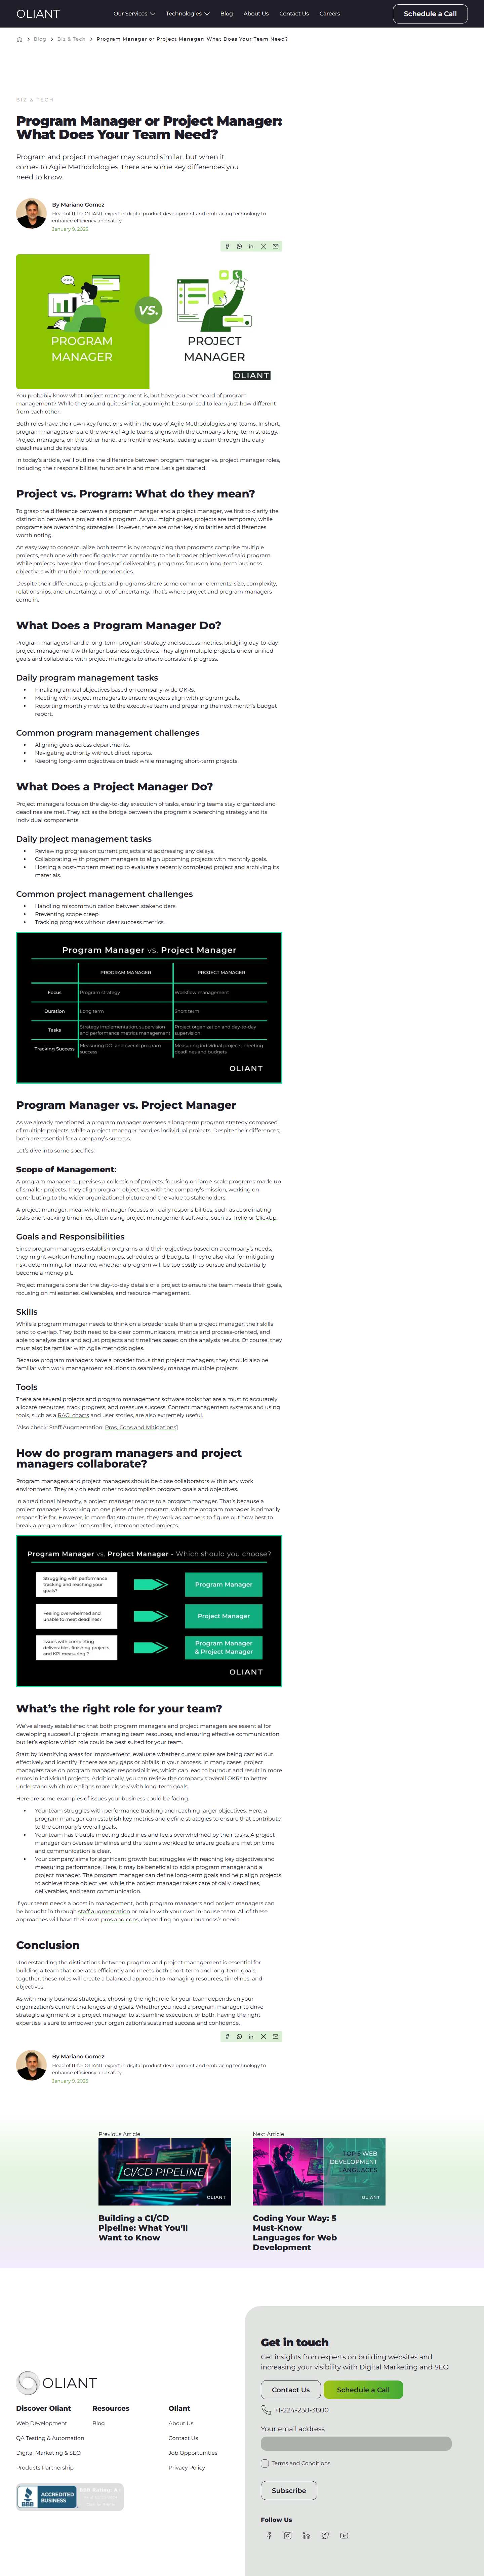 OLIANT
Our Services
Technologies
Blog
About Us
Contact Us
Careers
Schedule a Call
Blog
Biz & Tech
Program Manager or Project Manager: What Does Your Team Need?
BIZ & TECH
Program Manager or Project Manager:
What Does Your Team Need?
Program and project manager may sound similar, but when it
comes to Agile Methodologies, there are some key differences you
need to know.
By Mariano Gomez
Head of IT for OLIANT, expert in digital product development and embracing technology to
enhance efficiency and safety.
January 9, 2025
PROGRAM
MANAGER
VS.
PROJECT
MANAGER
OLIANT
You probably know what project management is, but have you ever heard of program
management? While they sound quite similar, you might be surprised to learn just how different
from each other.
Both roles have their own key functions within the use of Agile Methodologies and teams. In short,
program managers ensure the work of Agile teams aligns with the company's long-term strategy.
Project managers, on the other hand, are frontline workers, leading a team through the daily
deadlines and deliverables.
In today's article, we'll outline the difference between program manager vs. project manager roles,
including their responsibilities, functions in and more. Let's get started!
Project vs. Program: What do they mean?
To grasp the difference between a program manager and a project manager, we first to clarify the
distinction between a project and a program. As you might guess, projects are temporary, while
programs are overarching strategies. However, there are other key similarities and differences
worth noting.
An easy way to conceptualize both terms is by recognizing that programs comprise multiple
projects, each one with specific goals that contribute to the broader objectives of said program.
While projects have clear timelines and deliverables, programs focus on long-term business
objectives with multiple interdependencies.
Despite their differences, projects and programs share some common elements: size, complexity,
relationships, and uncertainty; a lot of uncertainty. That's where project and program managers
come in.
What Does a Program Manager Do?
Program managers handle long-term program strategy and success metrics, bridging day-to-day
project management with larger business objectives. They align multiple projects under unified
goals and collaborate with project managers to ensure consistent progress.
Daily program management tasks
• Finalizing annual objectives based on company-wide OKRs.
• Meeting with project managers to ensure projects align with program goals.
• Reporting monthly metrics to the executive team and preparing the next month's budget
report.
Common program management challenges
• Aligning goals across departments.
• Navigating authority without direct reports.
• Keeping long-term objectives on track while managing short-term projects.
What Does a Project Manager Do?
Project managers focus on the day-to-day execution of tasks, ensuring teams stay organized and
deadlines are met. They act as the bridge between the program's overarching strategy and its
individual components.
Daily project management tasks
• Reviewing progress on current projects and addressing any delays.
• Collaborating with program managers to align upcoming projects with monthly goals.
• Hosting a post-mortem meeting to evaluate a recently completed project and archiving its
materials.
Common project management challenges
• Handling miscommunication between stakeholders.
• Preventing scope creep.
• Tracking progress without clear success metrics.
Program Manager vs. Project Manager
PROGRAM MANAGER
PROJECT MANAGER
Focus
Program strategy
Workflow management
Duration
Long term
Short term
Tasks
Strategy implementation, supervision
and performance metrics management
Project organization and day-to-day
supervision
Tracking Success
Measuring ROI and overall program
success
Measuring individual projects, meeting
deadlines and budgets
OLIANT
Program Manager vs. Project Manager
As we already mentioned, a program manager oversees a long-term program strategy composed
of multiple projects, while a project manager handles individual projects. Despite their differences,
both are essential for a company's success.
Let's dive into some specifics:
Scope of Management:
A program manager supervises a collection of projects, focusing on large-scale programs made up
of smaller projects. They align program objectives with the company's mission, working on
contributing to the wider organizational picture and the value to stakeholders.
A project manager, meanwhile, manager focuses on daily responsibilities, such as coordinating
tasks and tracking timelines, often using project management software, such as Trello or ClickUp.
Goals and Responsibilities
Since program managers establish programs and their objectives based on a company's needs,
they might work on handling roadmaps, schedules and budgets. They're also vital for mitigating
risk, determining, for instance, whether a program will be too costly to pursue and potentially
become a money pit.
Project managers consider the day-to-day details of a project to ensure the team meets their goals,
focusing on milestones, deliverables, and resource management.
Skills
While a program manager needs to think on a broader scale than a project manager, their skills
tend to overlap. They both need to be clear communicators, metrics and process-oriented, and
able to analyze data and adjust projects and timelines based on the analysis results. Of course, they
must also be familiar with Agile methodologies.
Because program managers have a broader focus than project managers, they should also be
familiar with work management solutions to seamlessly manage multiple projects.
Tools
There are several projects and program management software tools that are a must to accurately
allocate resources, track progress, and measure success. Content management systems and using
tools, such as a RACI charts and user stories, are also extremely useful.
[Also check: Staff Augmentation: Pros, Cons and Mitigations]
How do program managers and project
managers collaborate?
Program managers and project managers should be close collaborators within any work
environment. They rely on each other to accomplish program goals and objectives.
In a traditional hierarchy, a project manager reports to a program manager. That's because a
project manager is working on one piece of the program, which the program manager is primarily
responsible for. However, in more flat structures, they work as partners to figure out how best to
break a program down into smaller, interconnected projects.
Program Manager vs. Project Manager - Which should you choose?
Struggling with performance
tracking and reaching your
goals?
Program Manager
Feeling overwhelmed and
unable to meet deadlines?
Project Manager
Issues with completing
deliverables, finishing projects
and KPI measuring ?
Program Manager
& Project Manager
OLIANT
What's the right role for your team?
We've already established that both program managers and project managers are essential for
developing successful projects, managing team resources, and ensuring effective communication,
but let's explore which role could be best suited for your team.
Start by identifying areas for improvement, evaluate whether current roles are being carried out
effectively and identify if there are any gaps or pitfalls in your process. In many cases, project
managers take on program manager responsibilities, which can lead to burnout and result in more
errors in individual projects. Additionally, you can review the company's overall OKRs to better
understand which role aligns more closely with long-term goals.
Here are some examples of issues your business could be facing.
• Your team struggles with performance tracking and reaching larger objectives. Here, a
program manager can establish key metrics and define strategies to ensure that contribute
to the company's overall goals.
• Your team has trouble meeting deadlines and feels overwhelmed by their tasks. A project
manager can oversee timelines and the team's workload to ensure goals are met on time
and communication is clear.
• Your company aims for significant growth but struggles with reaching key objectives and
measuring performance. Here, it may be beneficial to add a program manager and a
project manager. The program manager can define long-term goals and help align projects
to achieve those objectives, while the project manager takes care of daily, deadlines,
deliverables, and team communication.
If your team needs a boost in management, both program managers and project managers can
be brought in through staff augmentation or mix in with your own in-house team. All of these
approaches will have their own pros and cons, depending on your business's needs.
Conclusion
Understanding the distinctions between program and project management is essential for
building a team that operates efficiently and meets both short-term and long-term goals.
together, these roles will create a balanced approach to managing resources, timelines, and
objectives.
As with many business strategies, choosing the right role for your team depends on your
organization's current challenges and goals. Whether you need a program manager to drive
strategic alignment or a project manager to streamline execution, or both, having the right
expertise is sure to empower your organization's sustained success and confidence.
By Mariano Gomez
Head of IT for OLIANT, expert in digital product development and embracing technology to
enhance efficiency and safety.
January 9, 2025
Previous Article
Next Article
CI/CD PIPELINE
OLIANT
TOP 5 WEB
DEVELOPMENT
LANGUAGES
OLIANT
Building a CI/CD
Pipeline: What You'll
Want to Know
Coding Your Way: 5
Must-Know
Languages for Web
Development
OLIANT
Discover Oliant
Web Development
QA Testing & Automation
Digital Marketing & SEO
Products Partnership
Resources
Blog
Oliant
About Us
Contact Us
Job Opportunities
Privacy Policy
BBB
ACCREDITED
BUSINESS
Get in touch
Get insights from experts on building websites and
increasing your visibility with Digital Marketing and SEO
Contact Us
Schedule a Call
+1-224-238-3800
Your email address
Terms and Conditions
Subscribe
Follow Us